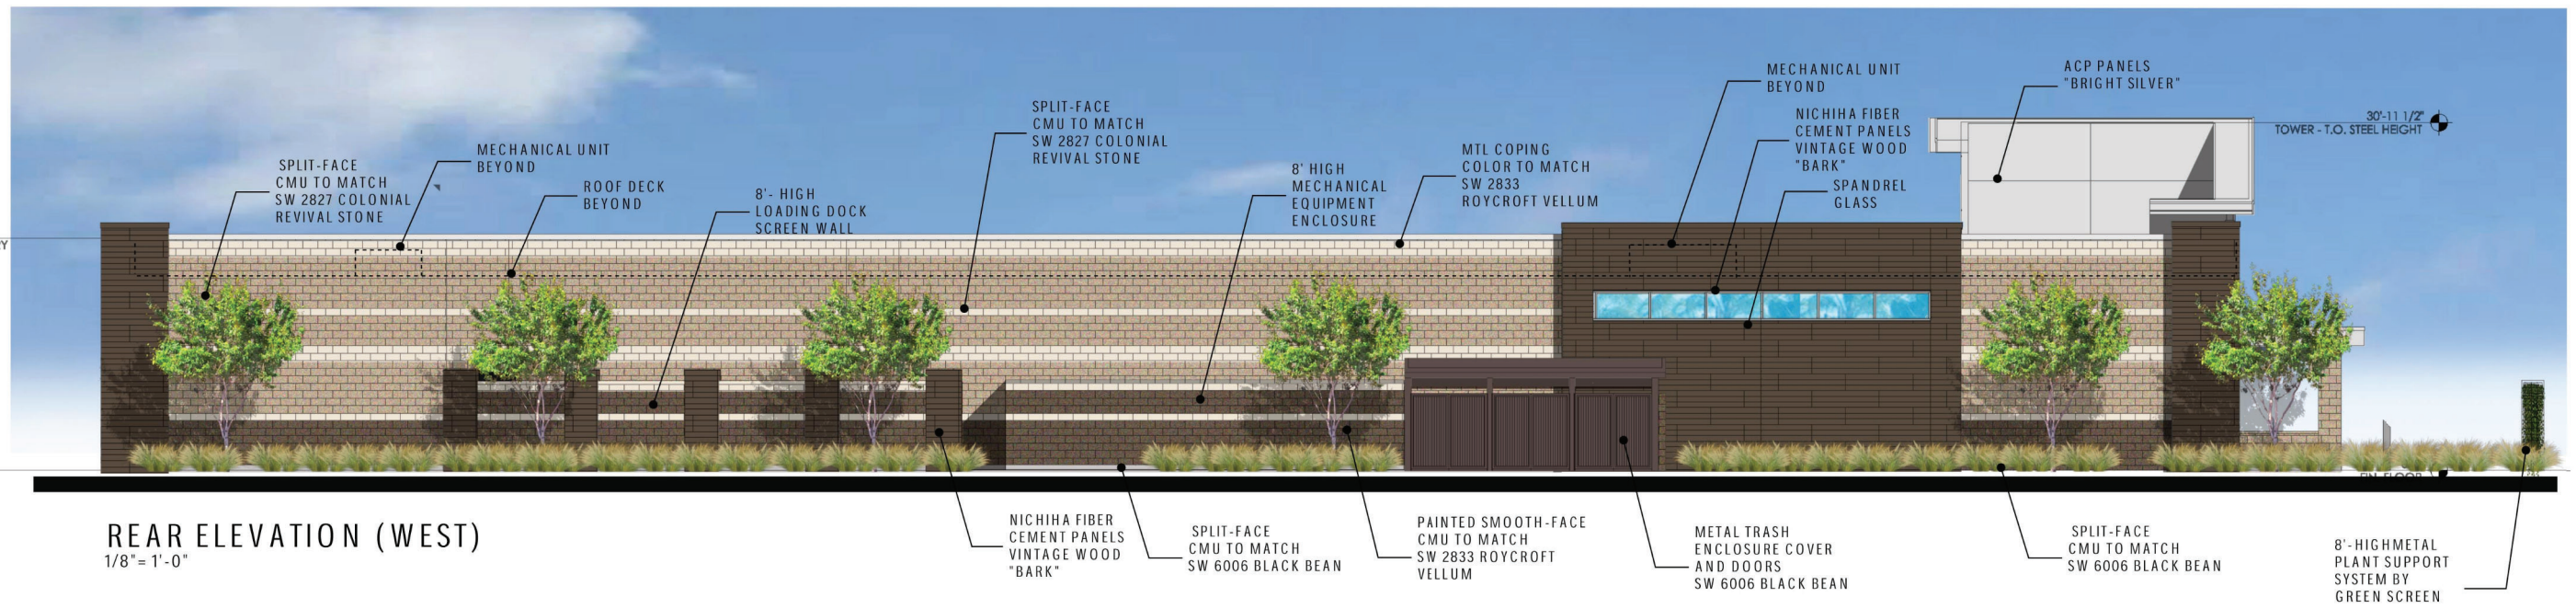 MECHANICAL UNIT
BEYOND
ACP PANELS
"BRIGHT SILVER"
SPLIT-FACE
CMU TO MATCH
SW 2827 COLONIAL
REVIVAL STONE
NICHIHA FIBER
CEMENT PANELS
VINTAGE WOOD
"BARK"
30'-11 1/2"
TOWER - T.O. STEEL HEIGHT
MECHANICAL UNIT
BEYOND
SPLIT-FACE
CMU TO MATCH
SW 2827 COLONIAL
REVIVAL STONE
ROOF DECK
BEYOND
8'- HIGH
LOADING DOCK
SCREEN WALL
8' HIGH
MECHANICAL
EQUIPMENT
ENCLOSURE
MTL COPING
COLOR TO MATCH
SW 2833
ROYCROFT VELLUM
SPANDREL
GLASS
REAR ELEVATION (WEST)
1/8"= 1'-0"
NICHIHA FIBER
CEMENT PANELS
VINTAGE WOOD
"BARK"
SPLIT-FACE
CMU TO MATCH
SW 6006 BLACK BEAN
PAINTED SMOOTH-FACE
CMU TO MATCH
SW 2833 ROYCROFT
VELLUM
METAL TRASH
ENCLOSURE COVER
AND DOORS
SW 6006 BLACK BEAN
SPLIT-FACE
CMU TO MATCH
SW 6006 BLACK BEAN
8'-HIGHMETAL
PLANT SUPPORT
SYSTEM BY
GREEN SCREEN